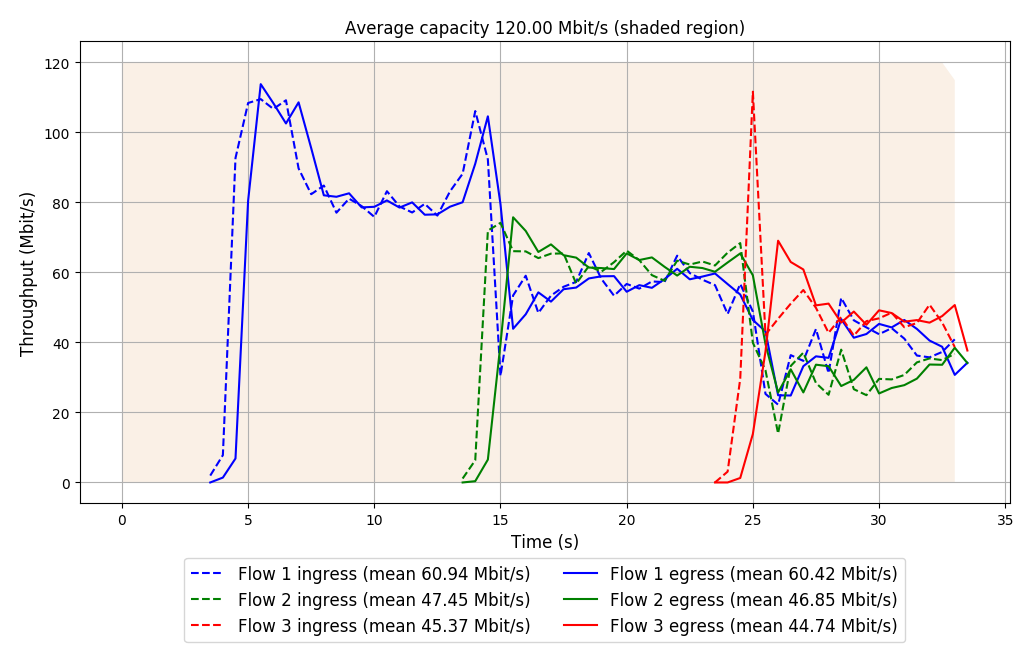 Average capacity 120.00 Mbit/s (shaded region)
Throughput (Mbit/s)
120
100
80
60
40
20
0
0 5 10 15 20 25 30 35
Time (s)
Flow 1 ingress (mean 60.94 Mbit/s) Flow 1 egress (mean 60.42 Mbit/s)
Flow 2 ingress (mean 47.45 Mbit/s) Flow 2 egress (mean 46.85 Mbit/s)
Flow 3 ingress (mean 45.37 Mbit/s) Flow 3 egress (mean 44.74 Mbit/s)